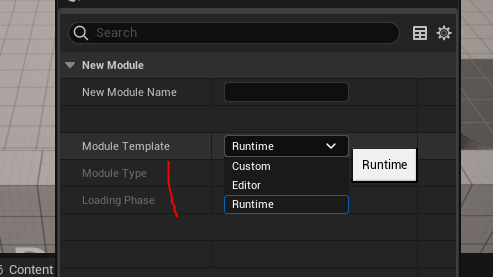 Search
New Module
New Module Name
Module Template Runtime
Custom
Runtime
Module Type
Editor
Loading Phase Runtime
Content